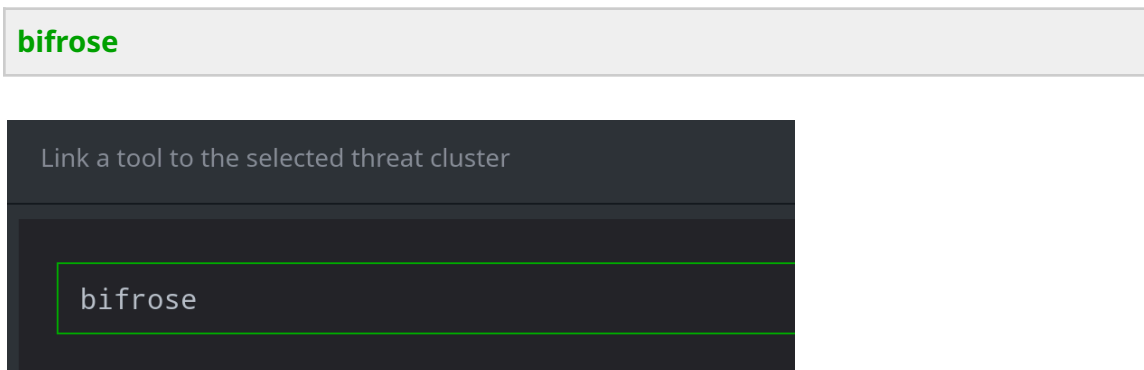 bifrose
Link a tool to the selected threat cluster
bifrose